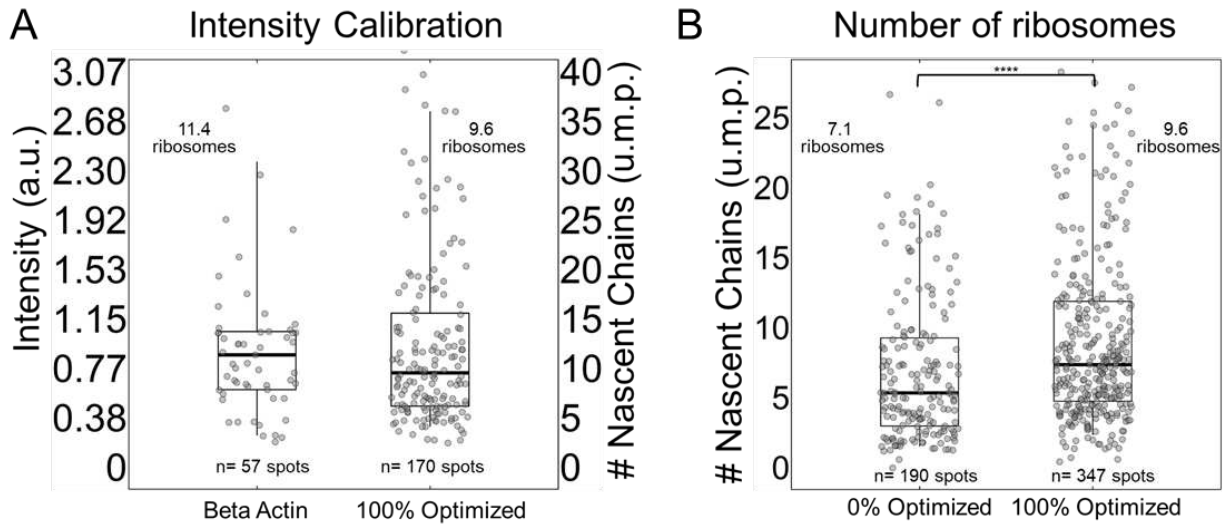 A
Intensity Calibration
Intensity (a.u.)
3.07
2.68
2.30
1.92
1.53
1.15
0.77
0.38
0
11.4
ribosomes
9.6
ribosomes
n= 57 spots
n= 170 spots
Beta Actin
100% Optimized
40
35
30
25
20
15
10
5
0
# Nascent Chains (u.m.p.)
B
Number of ribosomes
# Nascent Chains (u.m.p.)
25
20
15
10
5
0
****
7.1
ribosomes
9.6
ribosomes
n= 190 spots
n= 347 spots
0% Optimized
100% Optimized